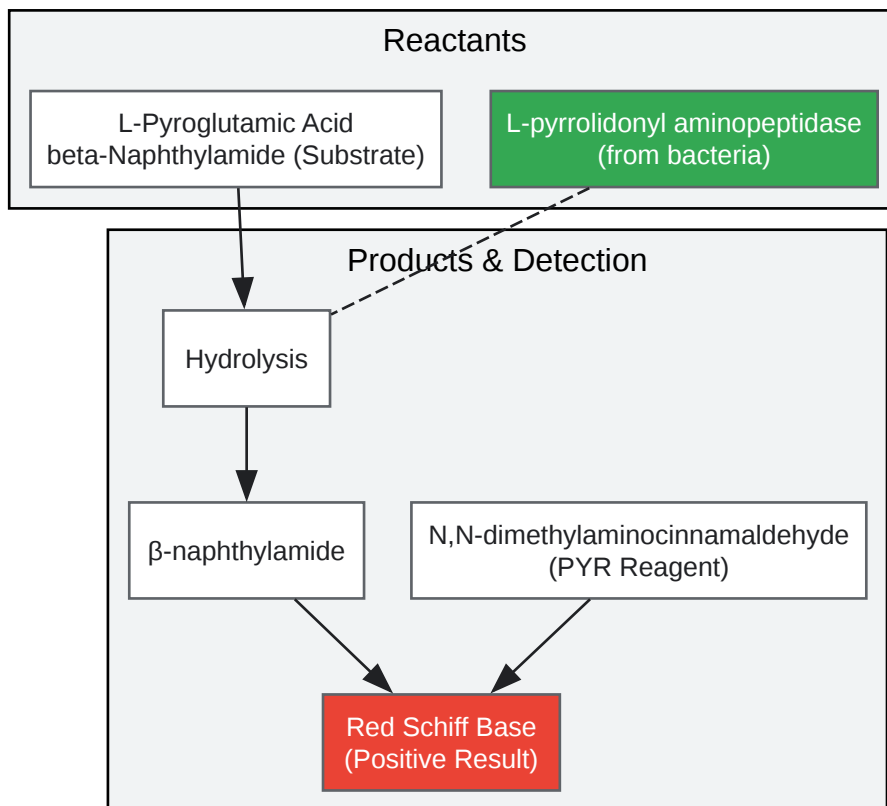 Reactants
L-Pyroglutamic Acid
beta-Naphthylamide (Substrate)
L-pyrrolidonyl aminopeptidase
(from bacteria)
Products & Detection
Hydrolysis
β-naphthylamide
N,N-dimethylaminocinnamaldehyde
(PYR Reagent)
Red Schiff Base
(Positive Result)